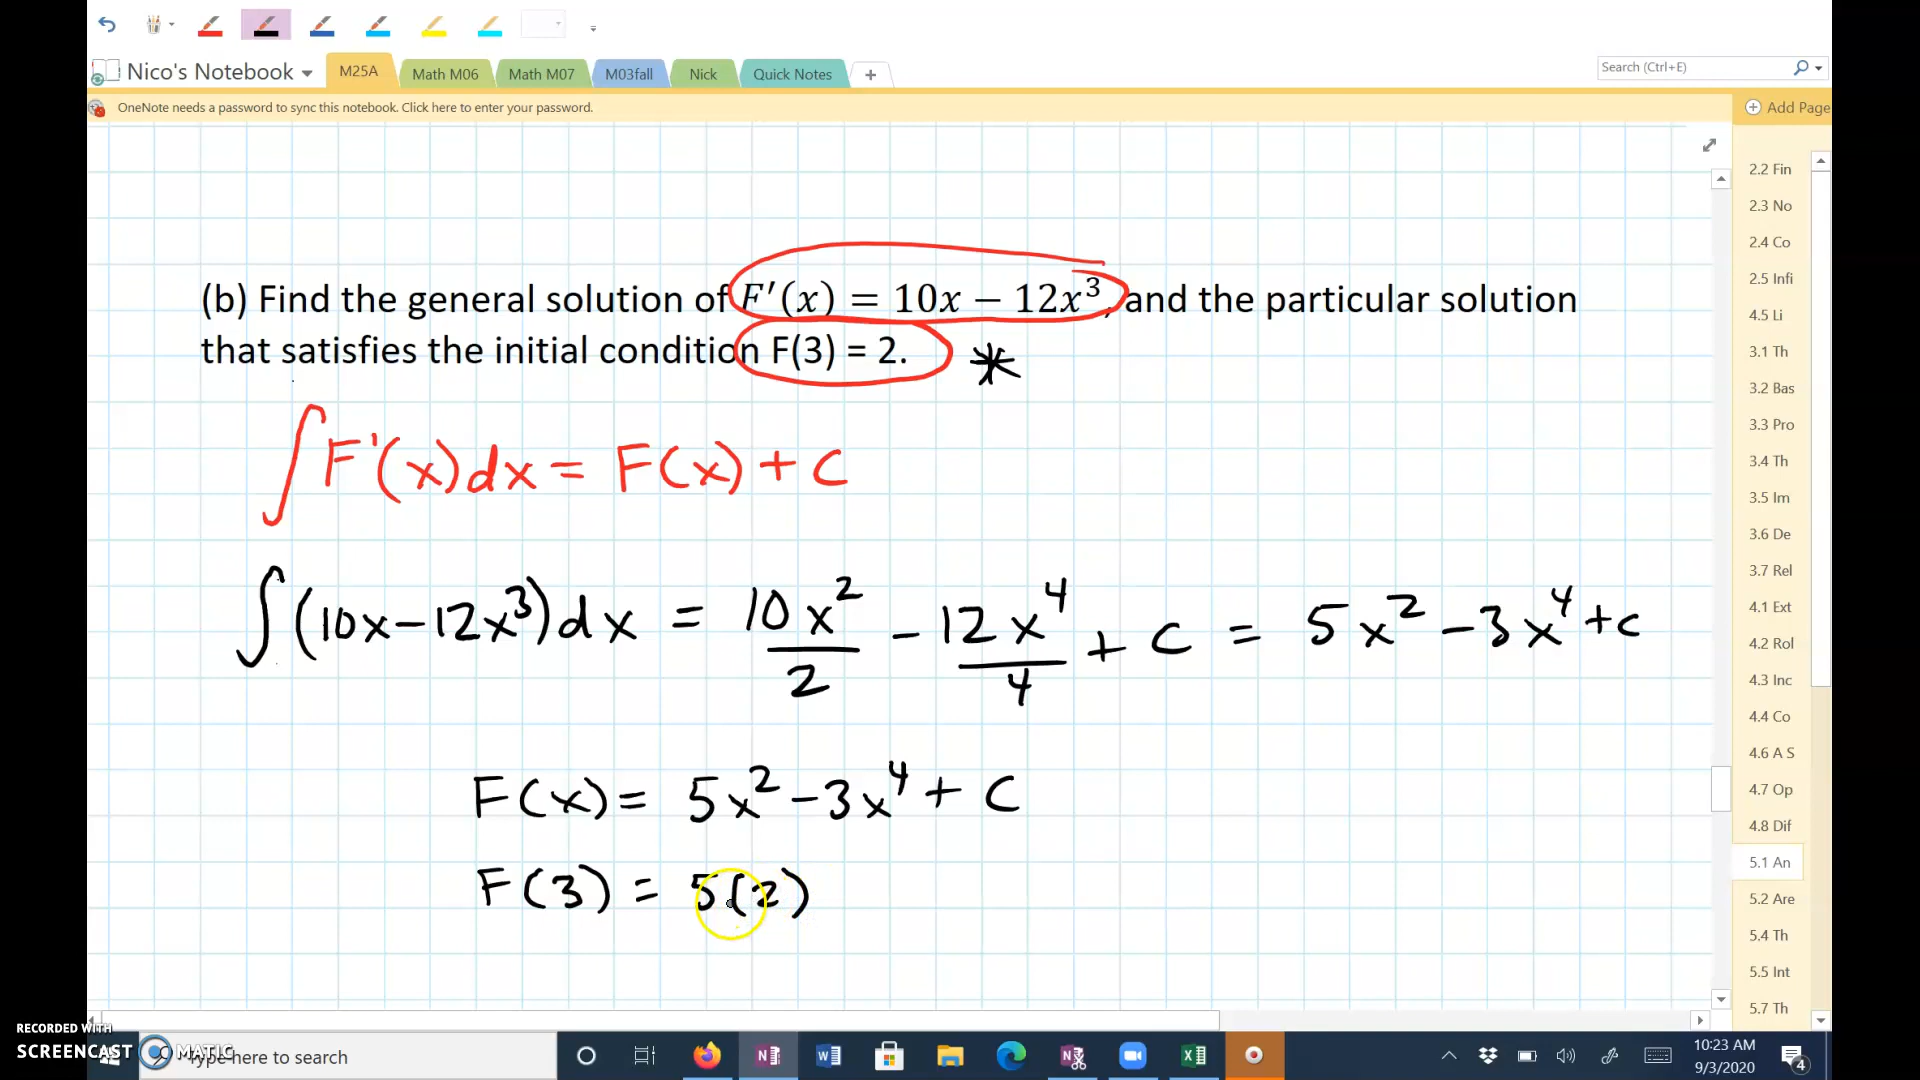 Nico's Notebook M25A Math M06 Math M07 M03fall Nick Quick Notes Search (Ctrl+E)
OneNote needs a password to sync this notebook. Click here to enter your password.
Add Page
(b) Find the general solution of F′(x) = 10x − 12x³, and the particular solution
that satisfies the initial condition F(3) = 2. *
∫ F'(x) dx = F(x) + C
∫ (10x − 12x³) dx = 10x²/2 − 12x⁴/4 + C = 5x² − 3x⁴ + C
F(x) = 5x² − 3x⁴ + C
F(3) = 5(2)
2.2 Fin
2.3 No
2.4 Co
2.5 Infi
4.5 Li
3.1 Th
3.2 Bas
3.3 Pro
3.4 Th
3.5 Im
3.6 De
3.7 Rel
4.1 Ext
4.2 Rol
4.3 Inc
4.4 Co
4.6 A S
4.7 Op
4.8 Dif
5.1 An
5.2 Are
5.4 Th
5.5 Int
5.7 Th
RECORDED WITH
SCREENCAST MATIC
Type here to search
10:23 AM
9/3/2020
4